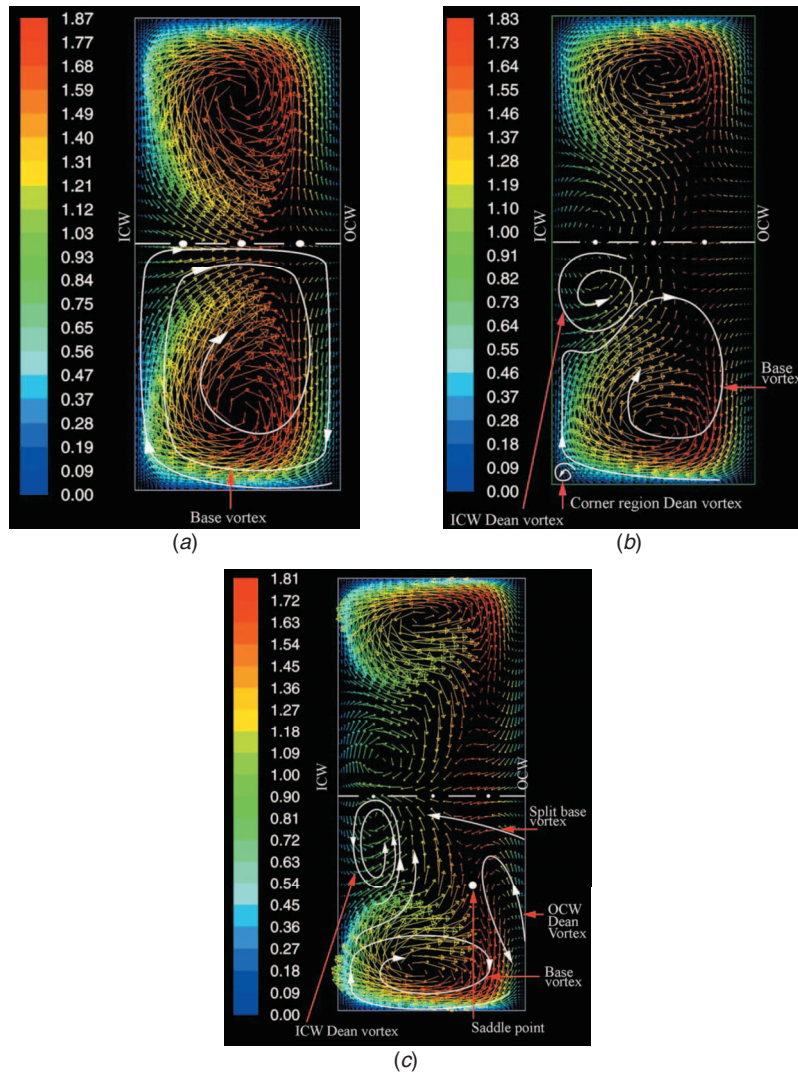 1.87
1.78
1.68
1.59
1.49
1.40
1.31
1.21
1.12
1.03
0.93
0.84
0.75
0.65
0.56
0.47
0.37
0.28
0.19
0.09
0.00
ICW
OCW
Base vortex
(a)
1.83
1.73
1.64
1.55
1.46
1.37
1.28
1.19
1.10
1.00
0.91
0.82
0.73
0.64
0.55
0.46
0.37
0.27
0.18
0.09
0.00
ICW
OCW
Base
vortex
Corner region Dean vortex
ICW Dean vortex
(b)
1.81
1.72
1.63
1.54
1.45
1.36
1.27
1.18
1.09
1.00
0.90
0.81
0.72
0.63
0.54
0.45
0.36
0.27
0.18
0.09
0.00
ICW
OCW
Split base
vortex
OCW
Dean
Vortex
Base
vortex
ICW Dean vortex
Saddle point
(c)